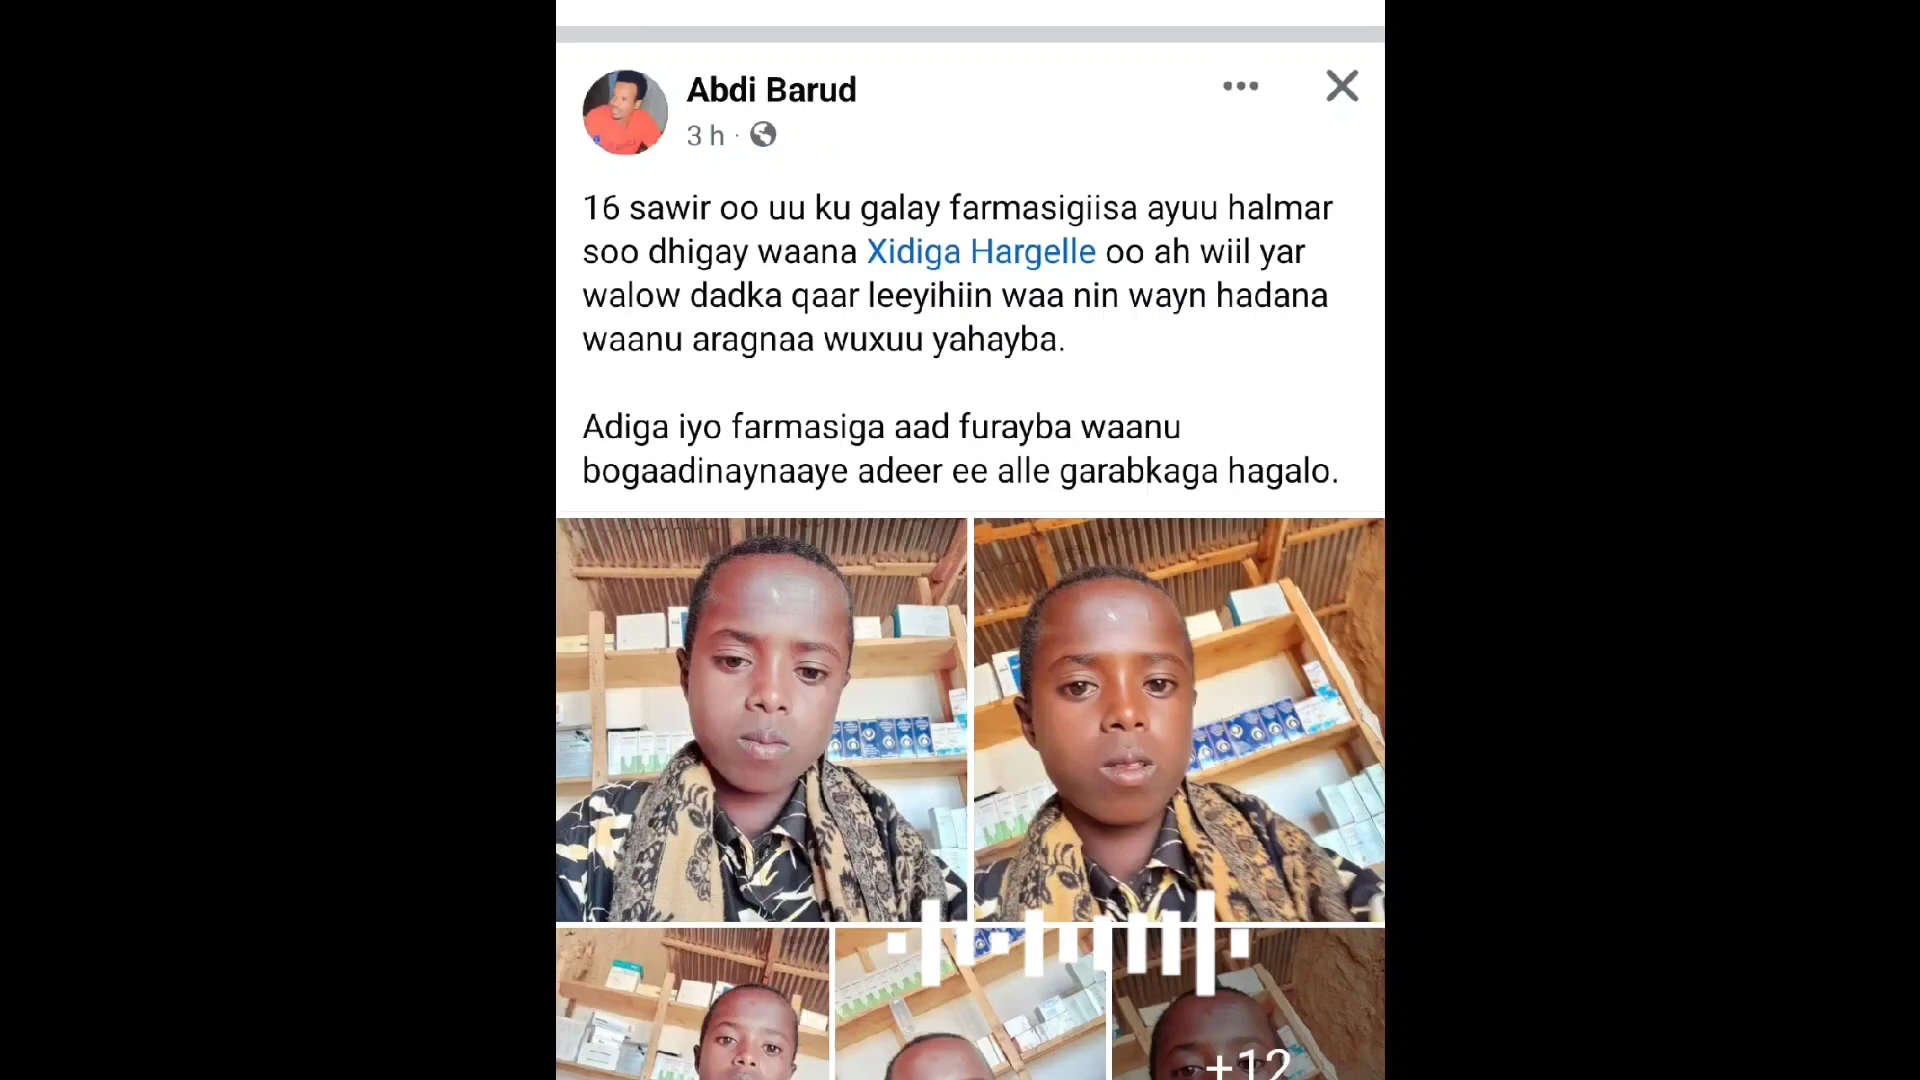 Abdi Barud
3 h ·
16 sawir oo uu ku galay farmasigiisa ayuu halmar
soo dhigay waana Xidiga Hargelle oo ah wiil yar
walow dadka qaar leeyihiin waa nin wayn hadana
waanu aragnaa wuxuu yahayba.
Adiga iyo farmasiga aad furayba waanu
bogaadinaynaaye adeer ee alle garabkaga hagalo.
+12